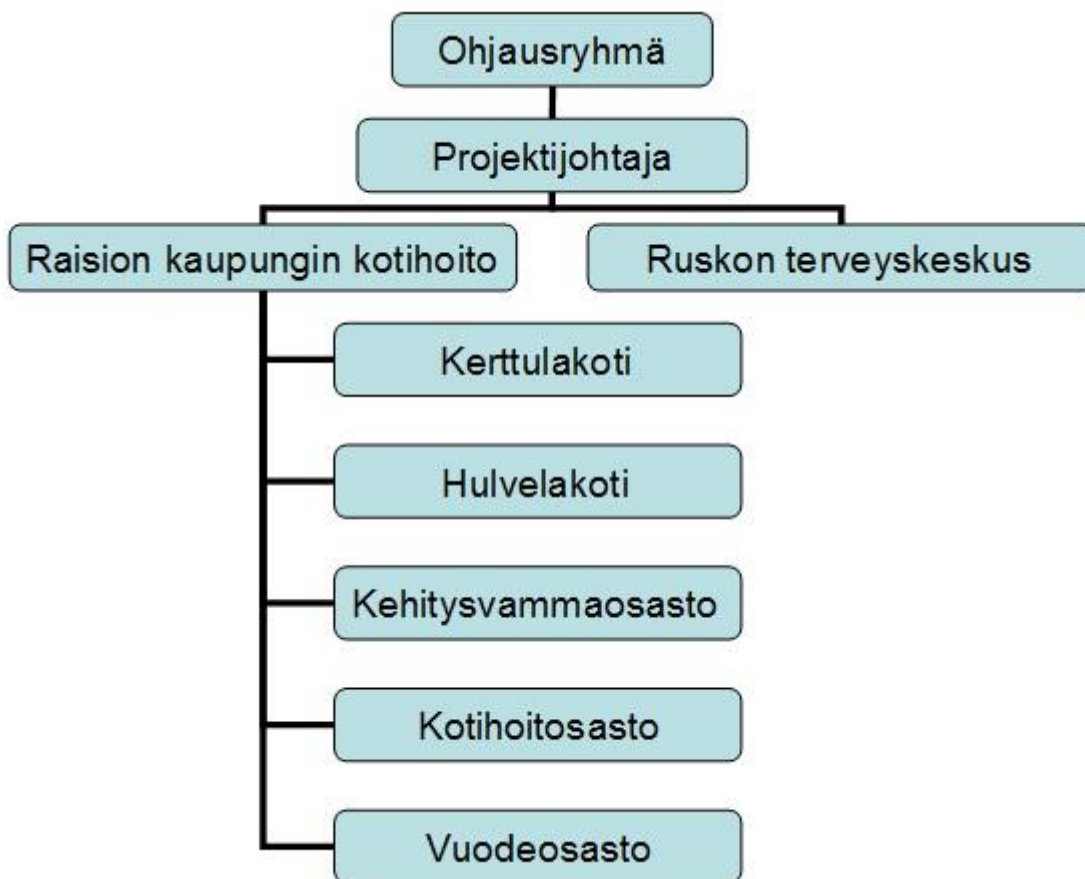 Ohjausryhmä
Projektijohtaja
Raision kaupungin kotihoito
Ruskon terveyskeskus
Kerttulakoti
Hulvelakoti
Kehitysvammaosasto
Kotihoitosasto
Vuodeosasto